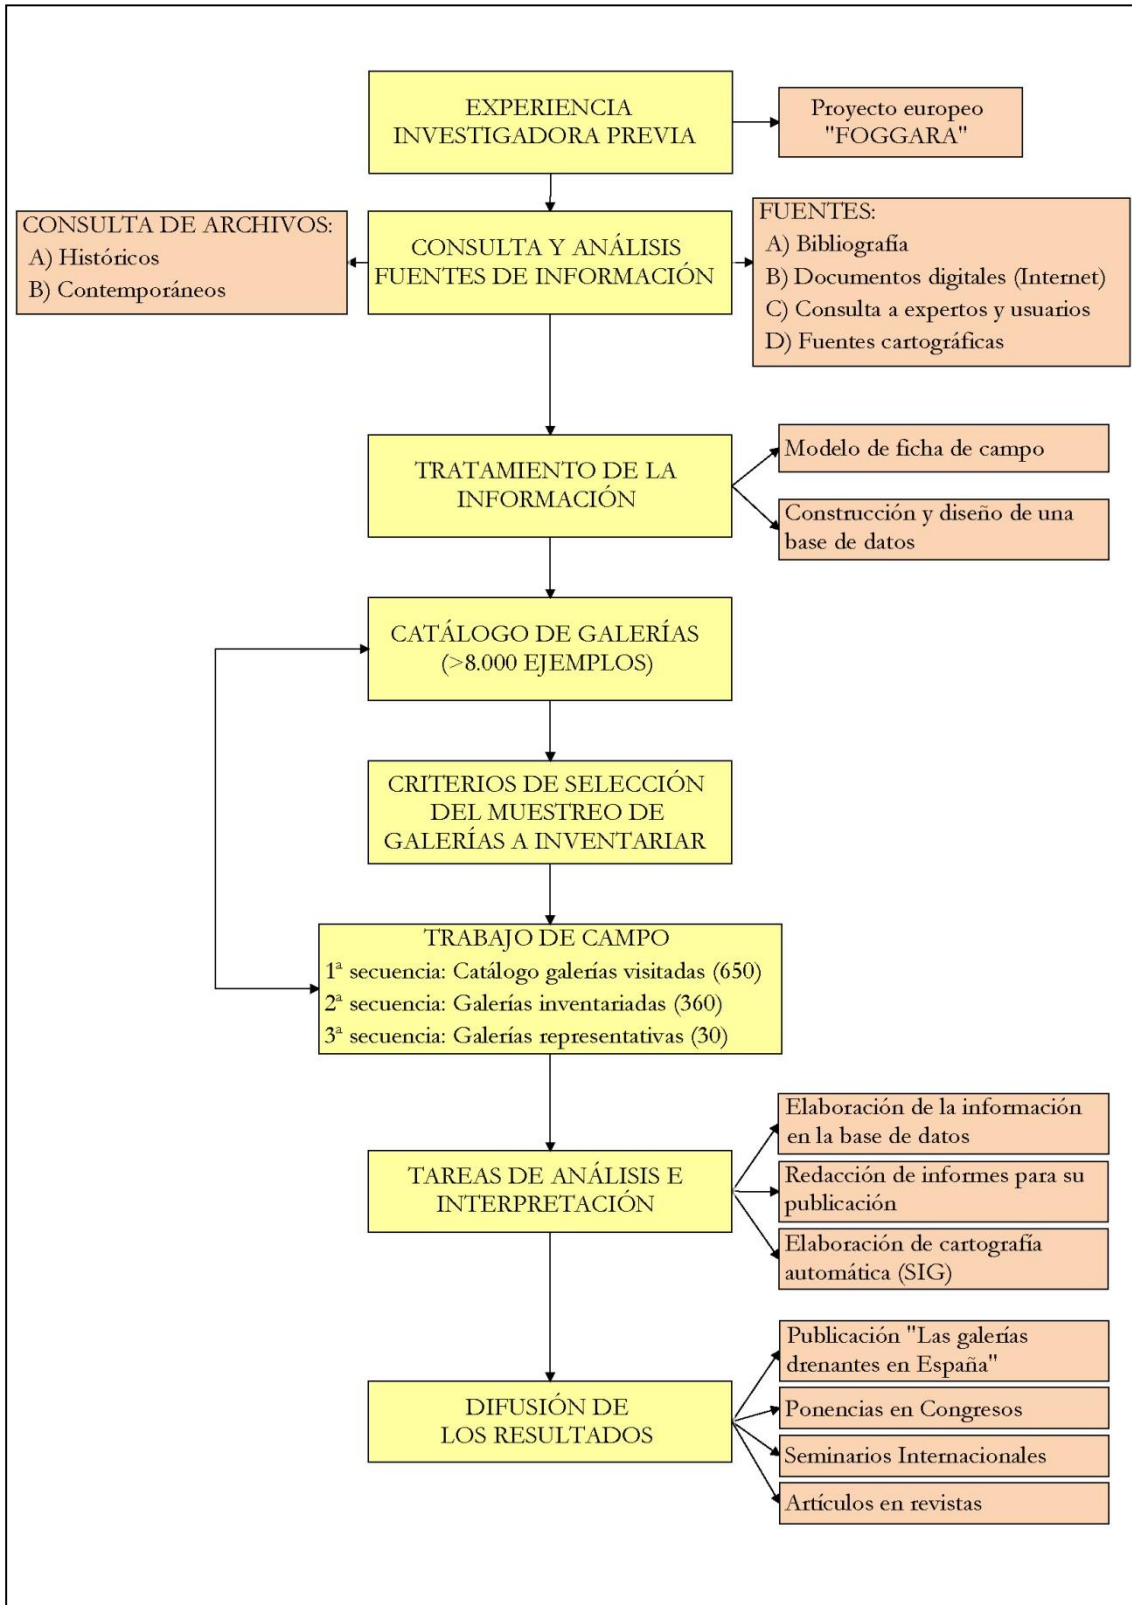 EXPERIENCIA
INVESTIGADORA PREVIA
Proyecto europeo
"FOGGARA"
CONSULTA DE ARCHIVOS:
A) Históricos
B) Contemporáneos
CONSULTA Y ANÁLISIS
FUENTES DE INFORMACIÓN
FUENTES:
A) Bibliografía
B) Documentos digitales (Internet)
C) Consulta a expertos y usuarios
D) Fuentes cartográficas
TRATAMIENTO DE LA
INFORMACIÓN
Modelo de ficha de campo
Construcción y diseño de una
base de datos
CATÁLOGO DE GALERÍAS
(>8.000 EJEMPLOS)
CRITERIOS DE SELECCIÓN
DEL MUESTREO DE
GALERÍAS A INVENTARIAR
TRABAJO DE CAMPO
1ª secuencia: Catálogo galerías visitadas (650)
2ª secuencia: Galerías inventariadas (360)
3ª secuencia: Galerías representativas (30)
TAREAS DE ANÁLISIS E
INTERPRETACIÓN
Elaboración de la información
en la base de datos
Redacción de informes para su
publicación
Elaboración de cartografía
automática (SIG)
DIFUSIÓN DE
LOS RESULTADOS
Publicación "Las galerías
drenantes en España"
Ponencias en Congresos
Seminarios Internacionales
Artículos en revistas